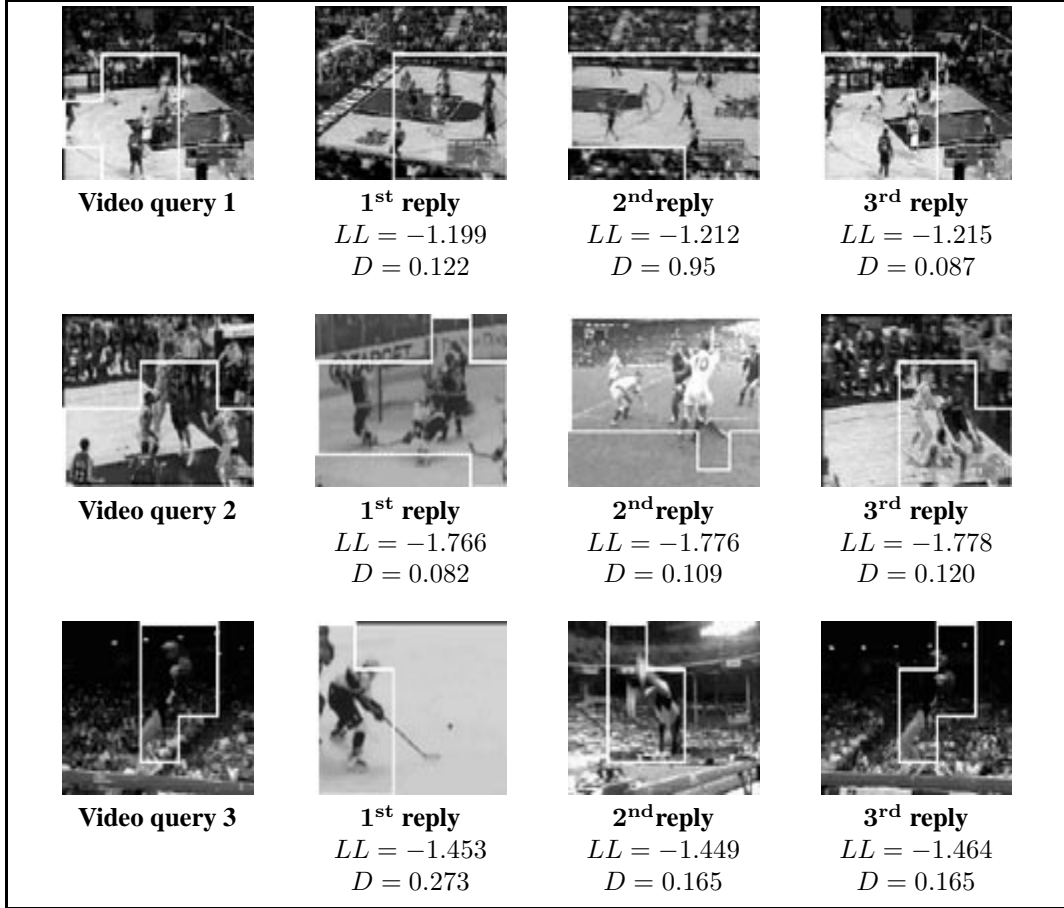 Video query 1 1st reply 2nd reply 3rd reply
LL = −1.199 LL = −1.212 LL = −1.215
D = 0.122 D = 0.95 D = 0.087
TARGET
Video query 2 1st reply 2nd reply 3rd reply
LL = −1.766 LL = −1.776 LL = −1.778
D = 0.082 D = 0.109 D = 0.120
Video query 3 1st reply 2nd reply 3rd reply
LL = −1.453 LL = −1.449 LL = −1.464
D = 0.273 D = 0.165 D = 0.165